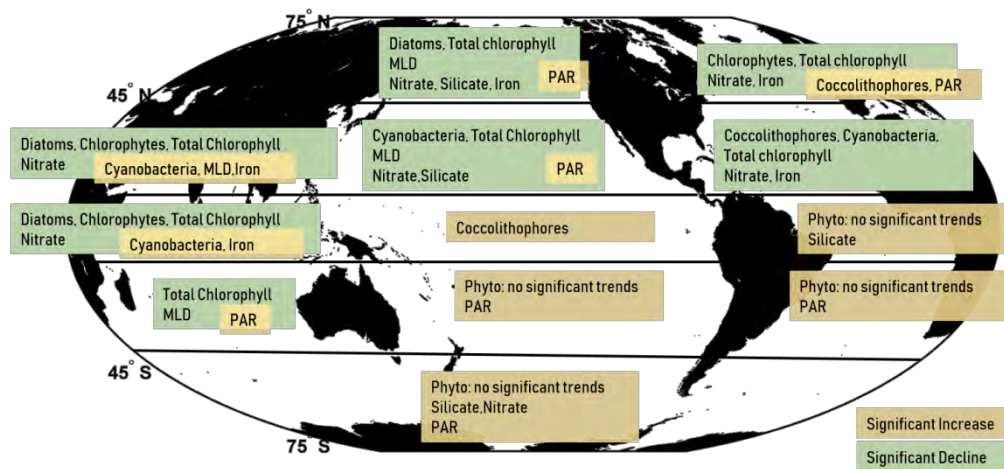 75° N
Diatoms, Total chlorophyll
MLD
Nitrate, Silicate, Iron
PAR
Chlorophytes, Total chlorophyll
Nitrate, Iron
Coccolithophores, PAR
45° N
Diatoms, Chlorophytes, Total Chlorophyll
Nitrate
Cyanobacteria, MLD,Iron
Cyanobacteria, Total Chlorophyll
MLD
Nitrate,Silicate
PAR
Coccolithophores, Cyanobacteria,
Total chlorophyll
Nitrate, Iron
Diatoms, Chlorophytes, Total Chlorophyll
Nitrate
Cyanobacteria, Iron
Coccolithophores
Phyto: no significant trends
Silicate
Total Chlorophyll
MLD
PAR
Phyto: no significant trends
PAR
Phyto: no significant trends
PAR
45° S
Phyto: no significant trends
Silicate,Nitrate
PAR
75° S
Significant Increase
Significant Decline